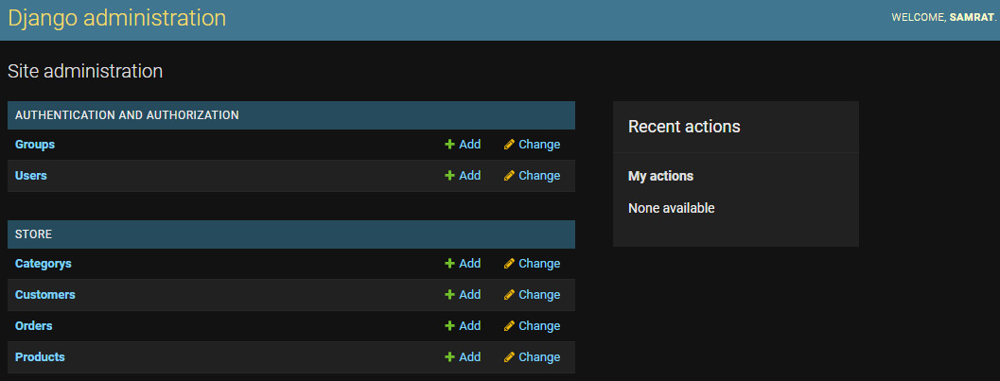 Django administration
WELCOME, SAMRAT.
Site administration
AUTHENTICATION AND AUTHORIZATION
Groups Add Change
Users Add Change
STORE
Categorys Add Change
Customers Add Change
Orders Add Change
Products Add Change
Recent actions
My actions
None available